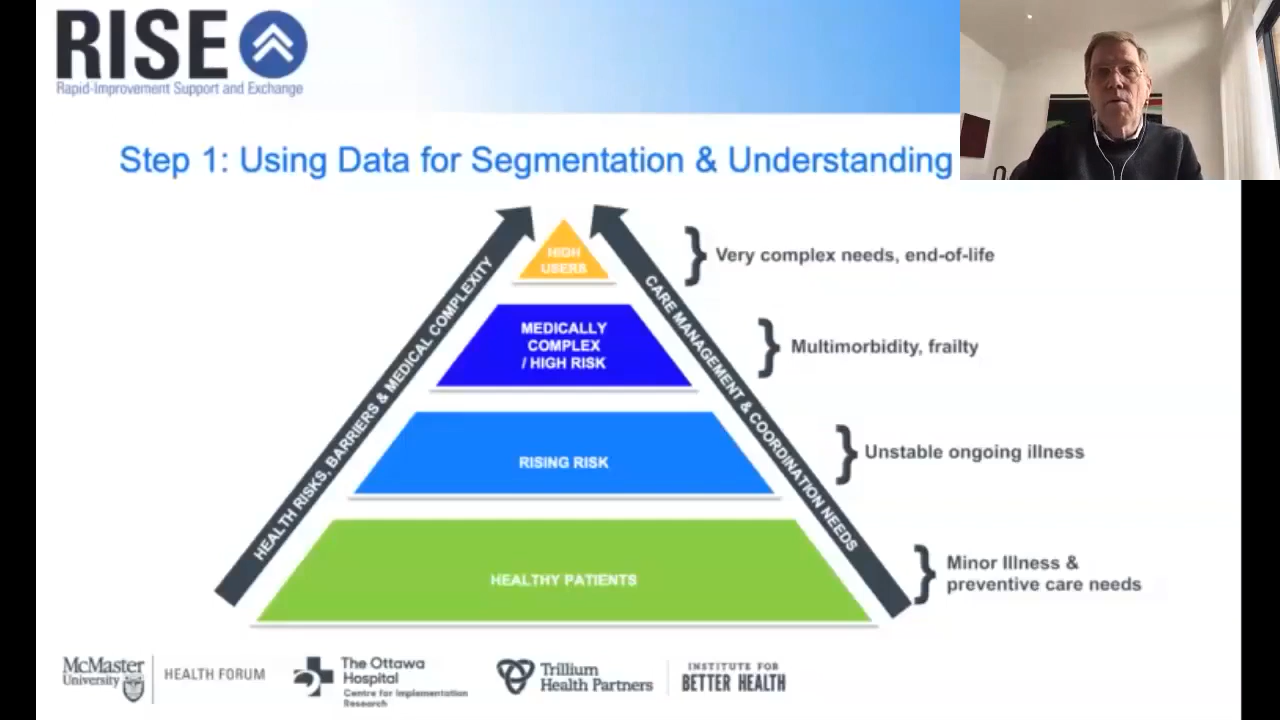 RISE
Rapid-Improvement Support and Exchange
Step 1: Using Data for Segmentation & Understanding
HIGH
USERS
Very complex needs, end-of-life
HEALTH RISKS, BARRIERS & MEDICAL COMPLEXITY
CARE MANAGEMENT & COORDINATION NEEDS
MEDICALLY
COMPLEX
/ HIGH RISK
Multimorbidity, frailty
RISING RISK
Unstable ongoing illness
HEALTHY PATIENTS
Minor Illness &
preventive care needs
McMaster
University
HEALTH FORUM
The Ottawa
Hospital
Centre for Implementation
Research
Trillium
Health Partners
INSTITUTE FOR
BETTER HEALTH